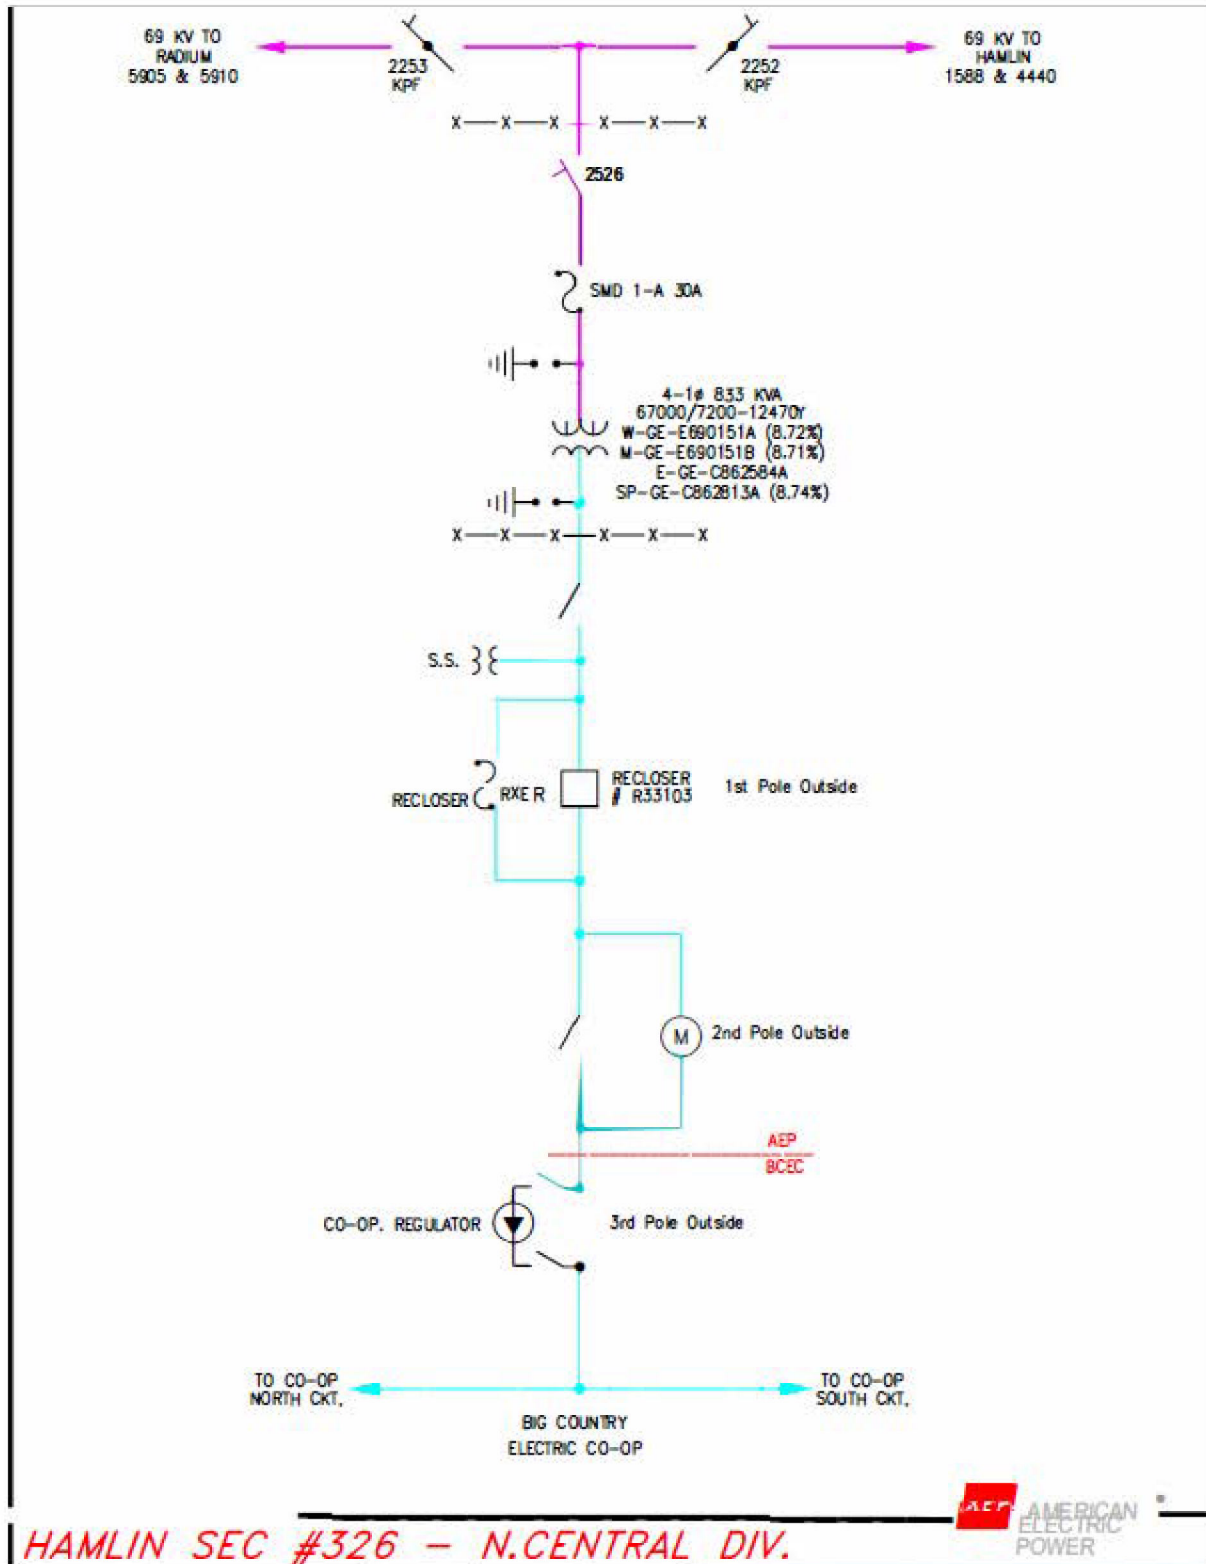 69 KV TO
RADIUM
5905 & 5910
2253
KPF
2252
KPF
69 KV TO
HAMLIN
1588 & 4440
X X X X X X
2526
SMD 1-A 30A
4-1ø 833 KVA
67000/7200-12470Y
W-GE-E690151A (8.72%)
M-GE-E690151B (8.71%)
E-GE-C862584A
SP-GE-C862813A (8.74%)
X X X X X X
S.S.
RECLOSER
RXE R
RECLOSER
# R33103
1st Pole Outside
M
2nd Pole Outside
AEP
BCEC
CO-OP. REGULATOR
3rd Pole Outside
TO CO-OP
NORTH CKT.
TO CO-OP
SOUTH CKT.
BIG COUNTRY
ELECTRIC CO-OP
HAMLIN SEC #326 - N.CENTRAL DIV.
AEP
AMERICAN
ELECTRIC
POWER